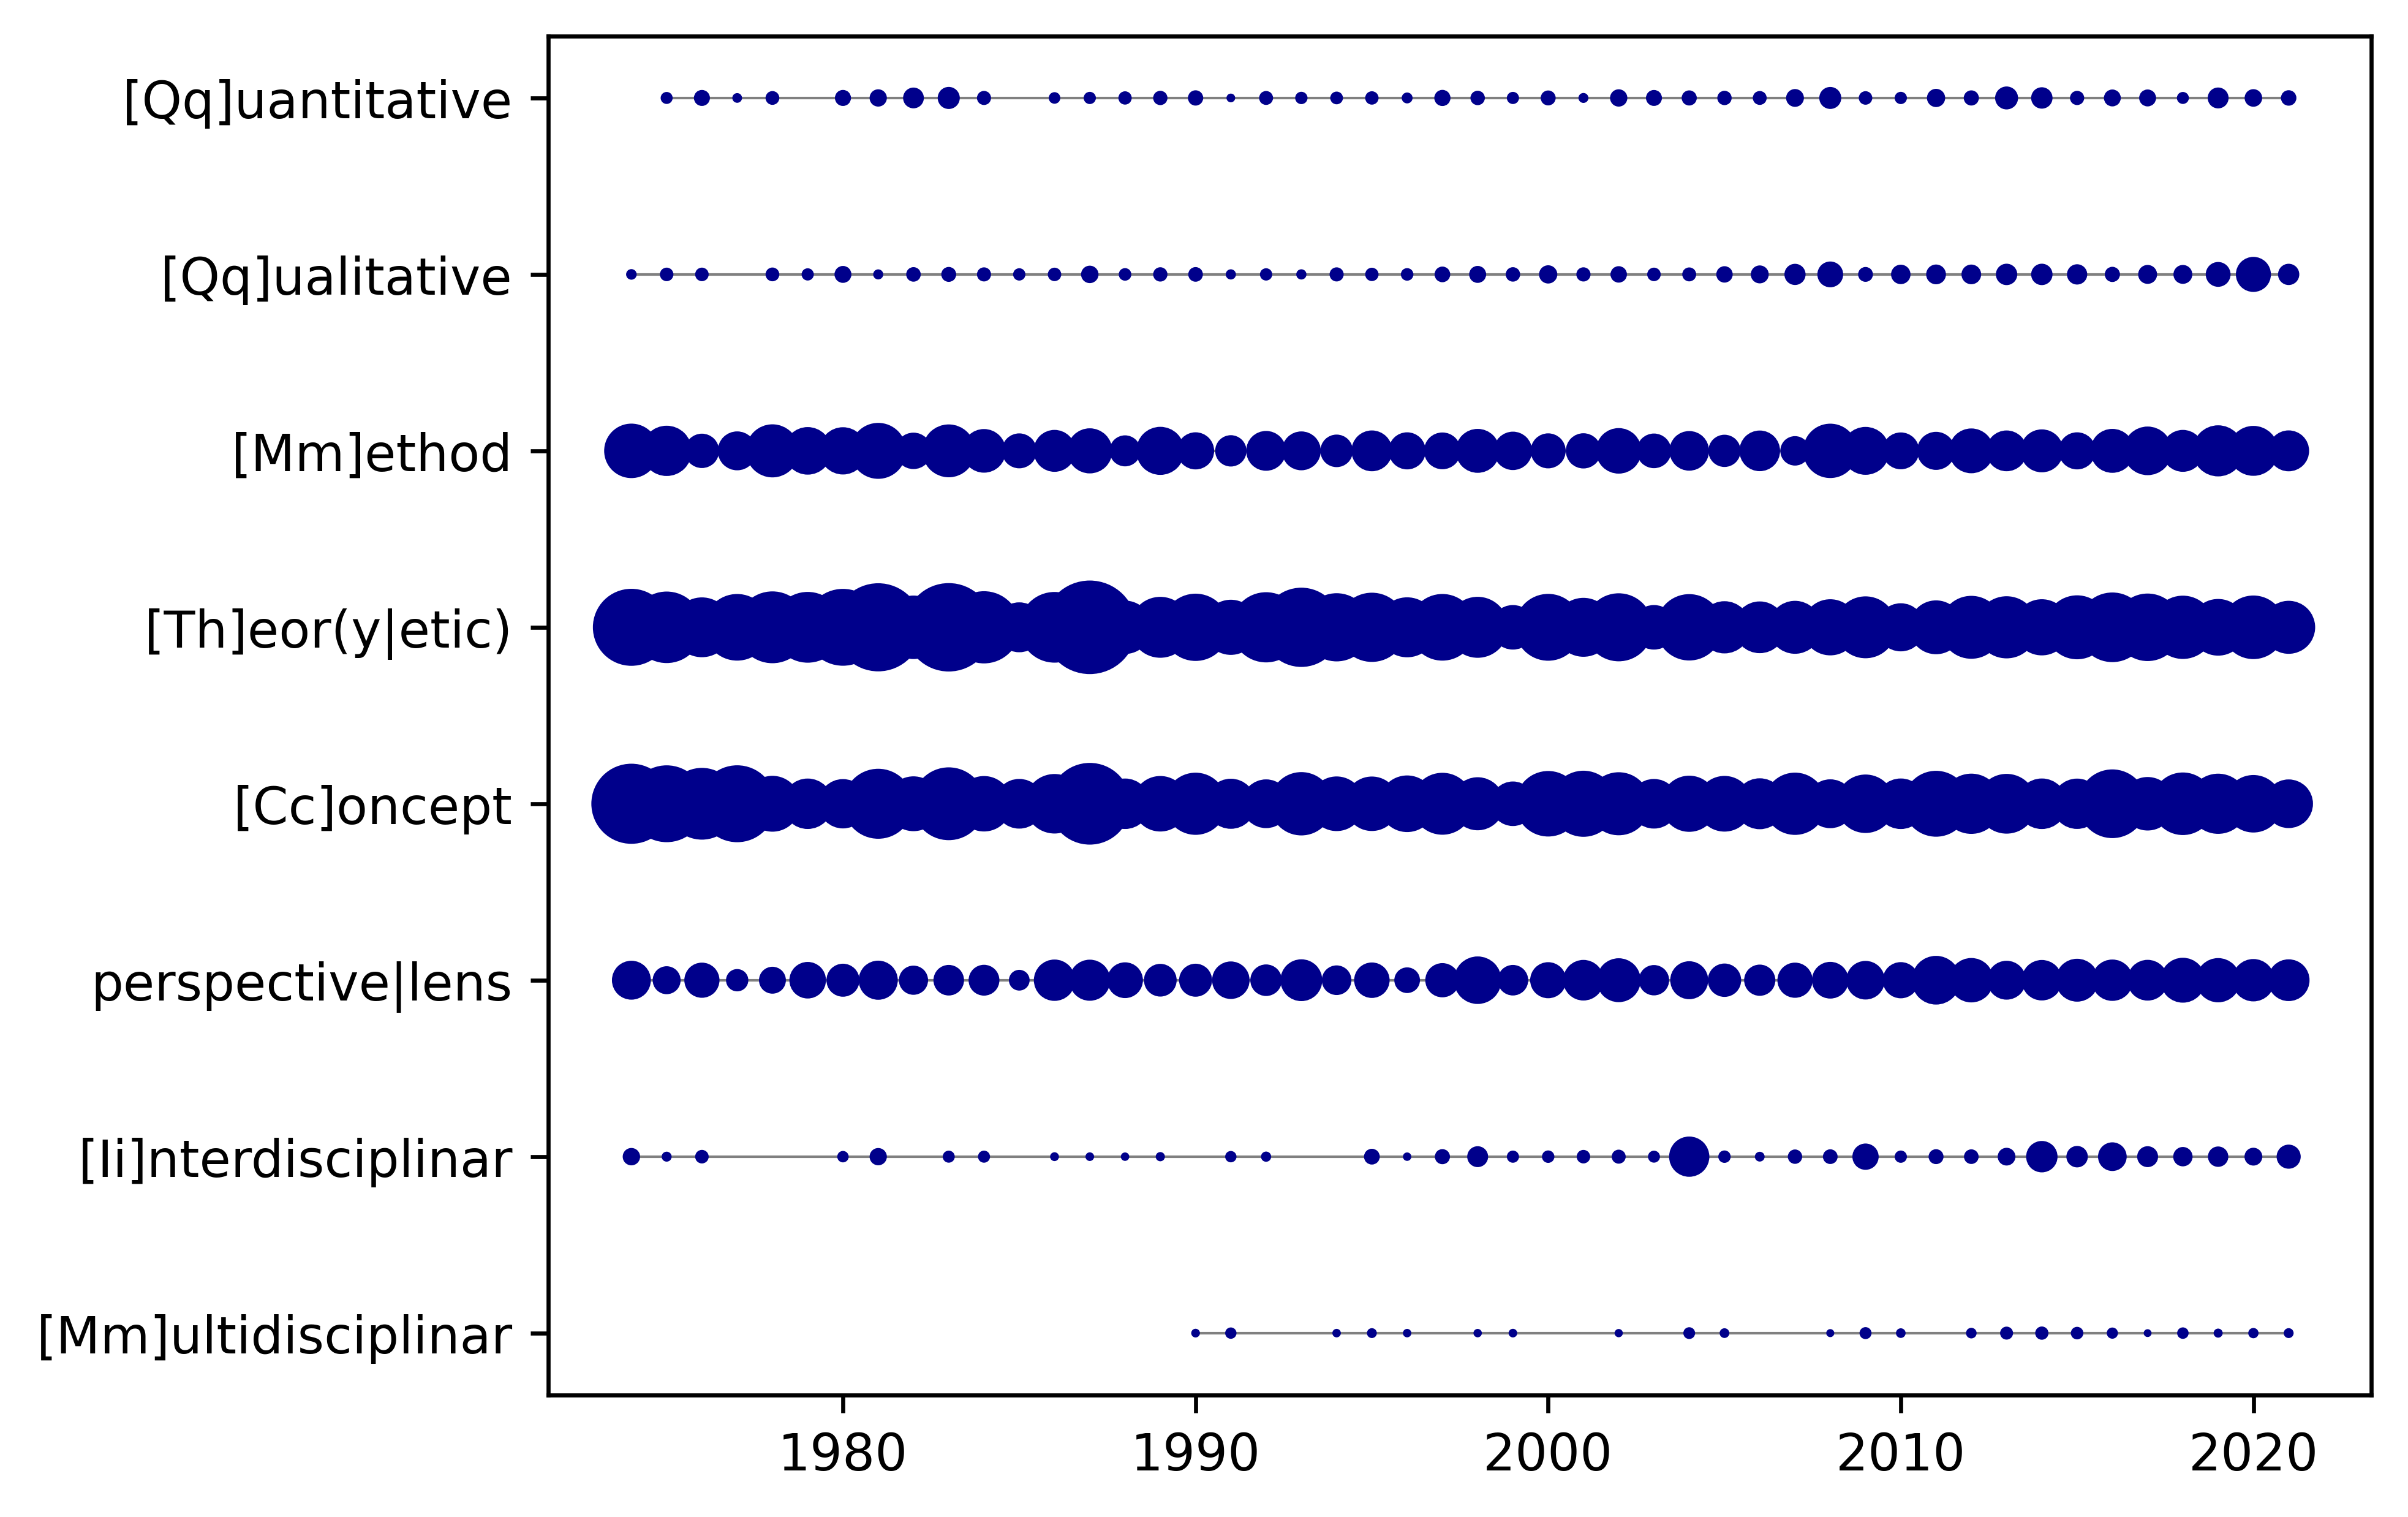 [Qq]uantitative
[Qq]ualitative
[Mm]ethod
[Th]eor(y|etic)
[Cc]oncept
perspective|lens
[Ii]nterdisciplinar
[Mm]ultidisciplinar
1980 1990 2000 2010 2020